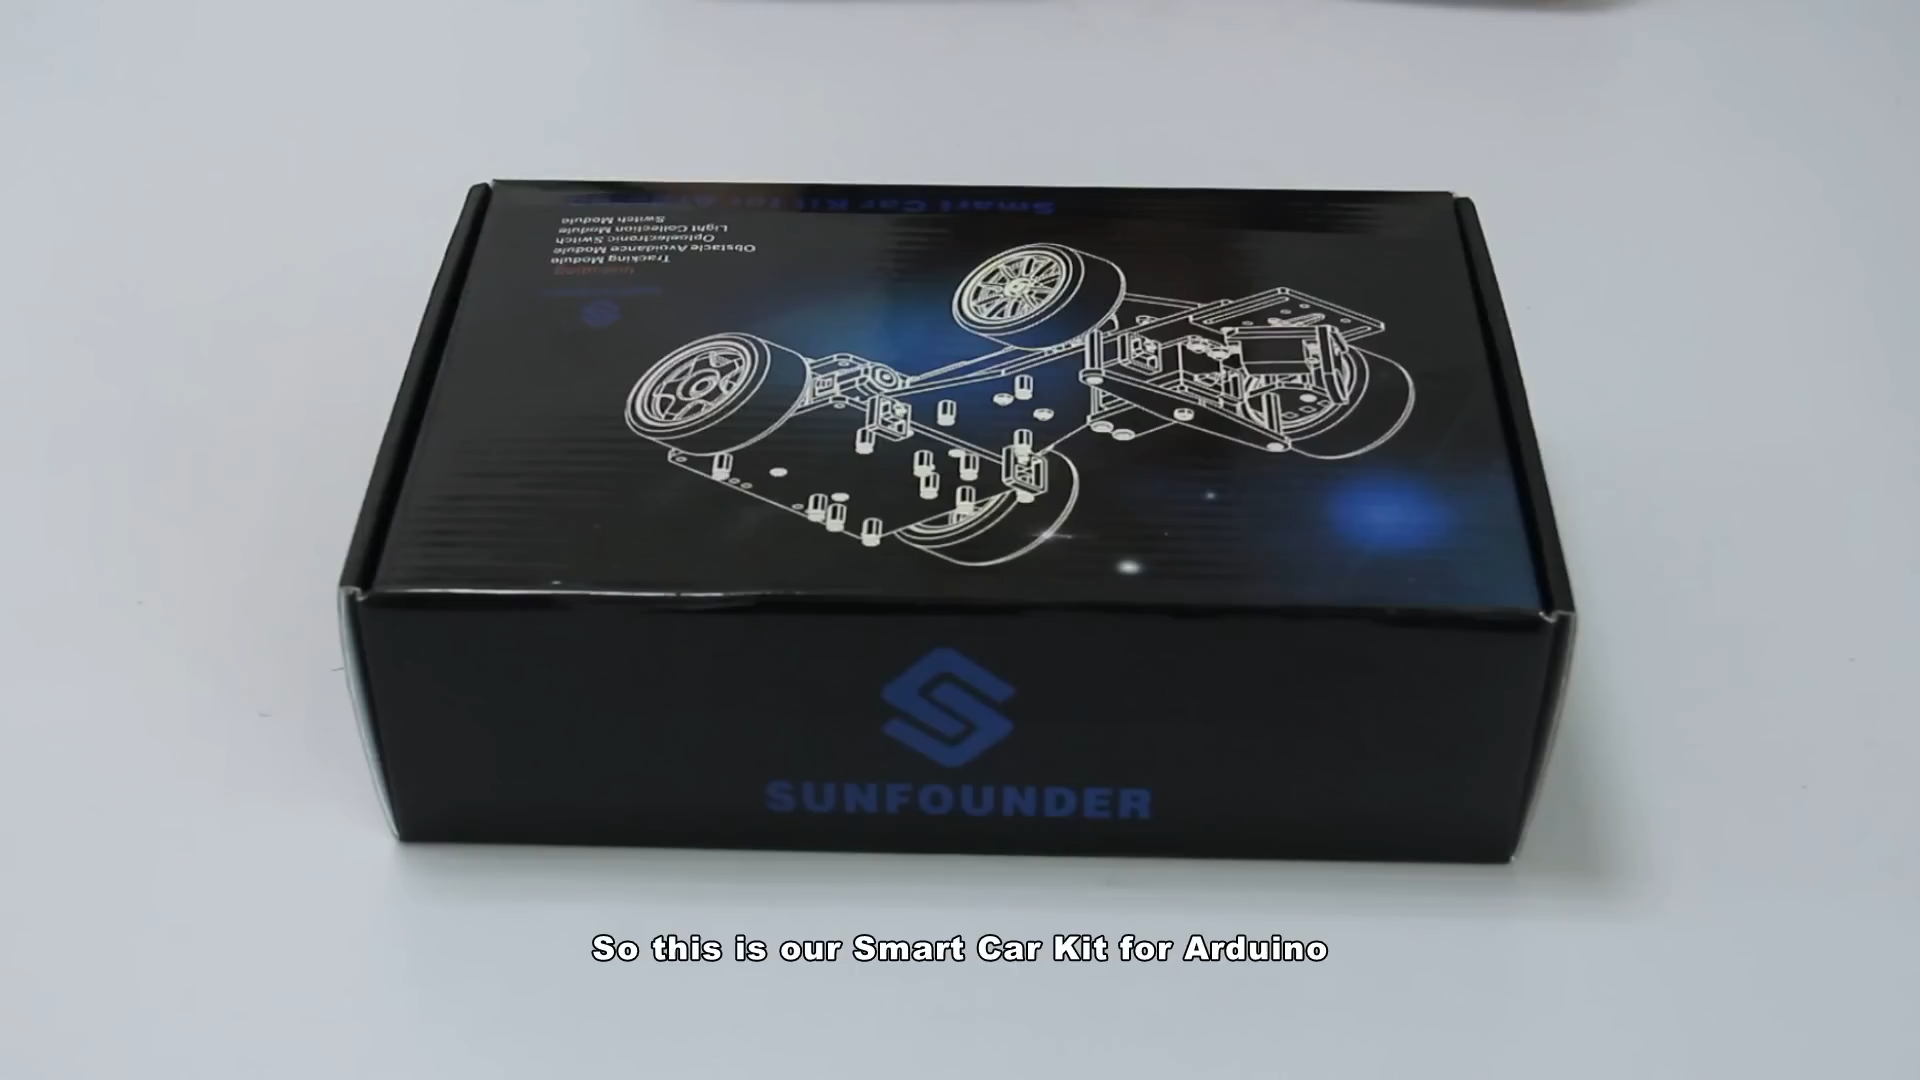 Including
Tracking Module
Obstacle Avoidance Module
Optoelectronic Switch
Light Collection Module
Switch Module
Smart Car Kit for
SUNFOUNDER
So this is our Smart Car Kit for Arduino